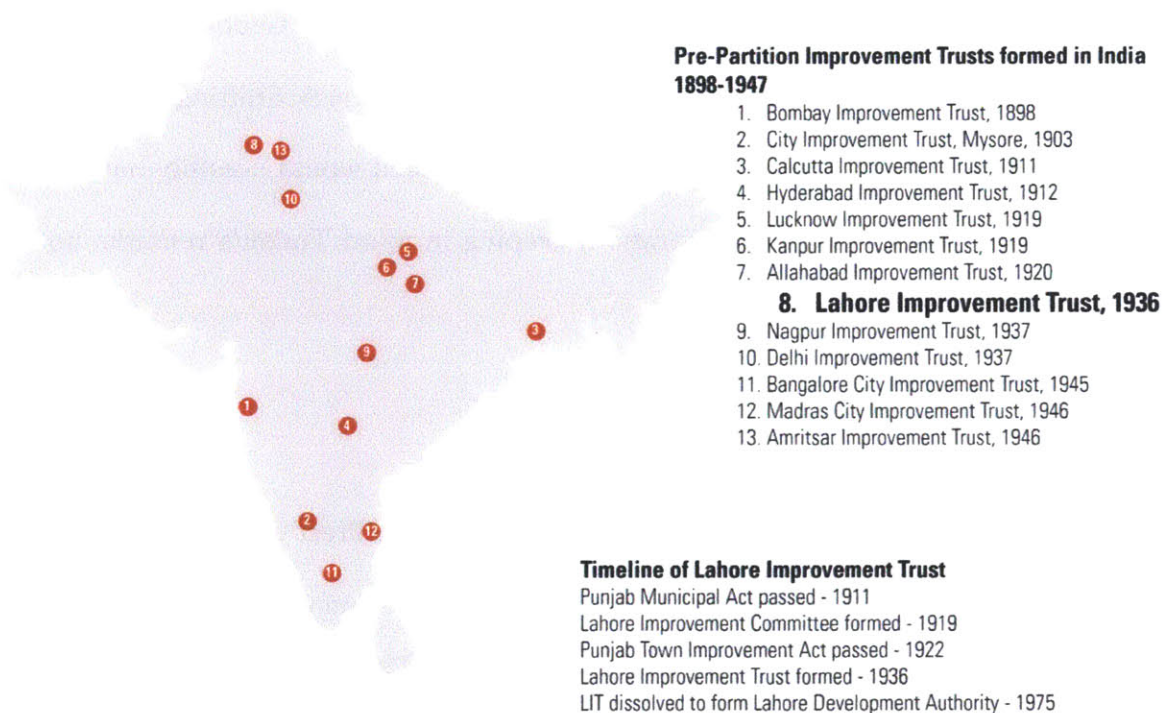 Pre-Partition Improvement Trusts formed in India
1898-1947
1. Bombay Improvement Trust, 1898
2. City Improvement Trust, Mysore, 1903
3. Calcutta Improvement Trust, 1911
4. Hyderabad Improvement Trust, 1912
5. Lucknow Improvement Trust, 1919
6. Kanpur Improvement Trust, 1919
7. Allahabad Improvement Trust, 1920
8. Lahore Improvement Trust, 1936
9. Nagpur Improvement Trust, 1937
10. Delhi Improvement Trust, 1937
11. Bangalore City Improvement Trust, 1945
12. Madras City Improvement Trust, 1946
13. Amritsar Improvement Trust, 1946
8
13
10
5
6
7
3
9
1
4
2
12
11
Timeline of Lahore Improvement Trust
Punjab Municipal Act passed - 1911
Lahore Improvement Committee formed - 1919
Punjab Town Improvement Act passed - 1922
Lahore Improvement Trust formed - 1936
LIT dissolved to form Lahore Development Authority - 1975